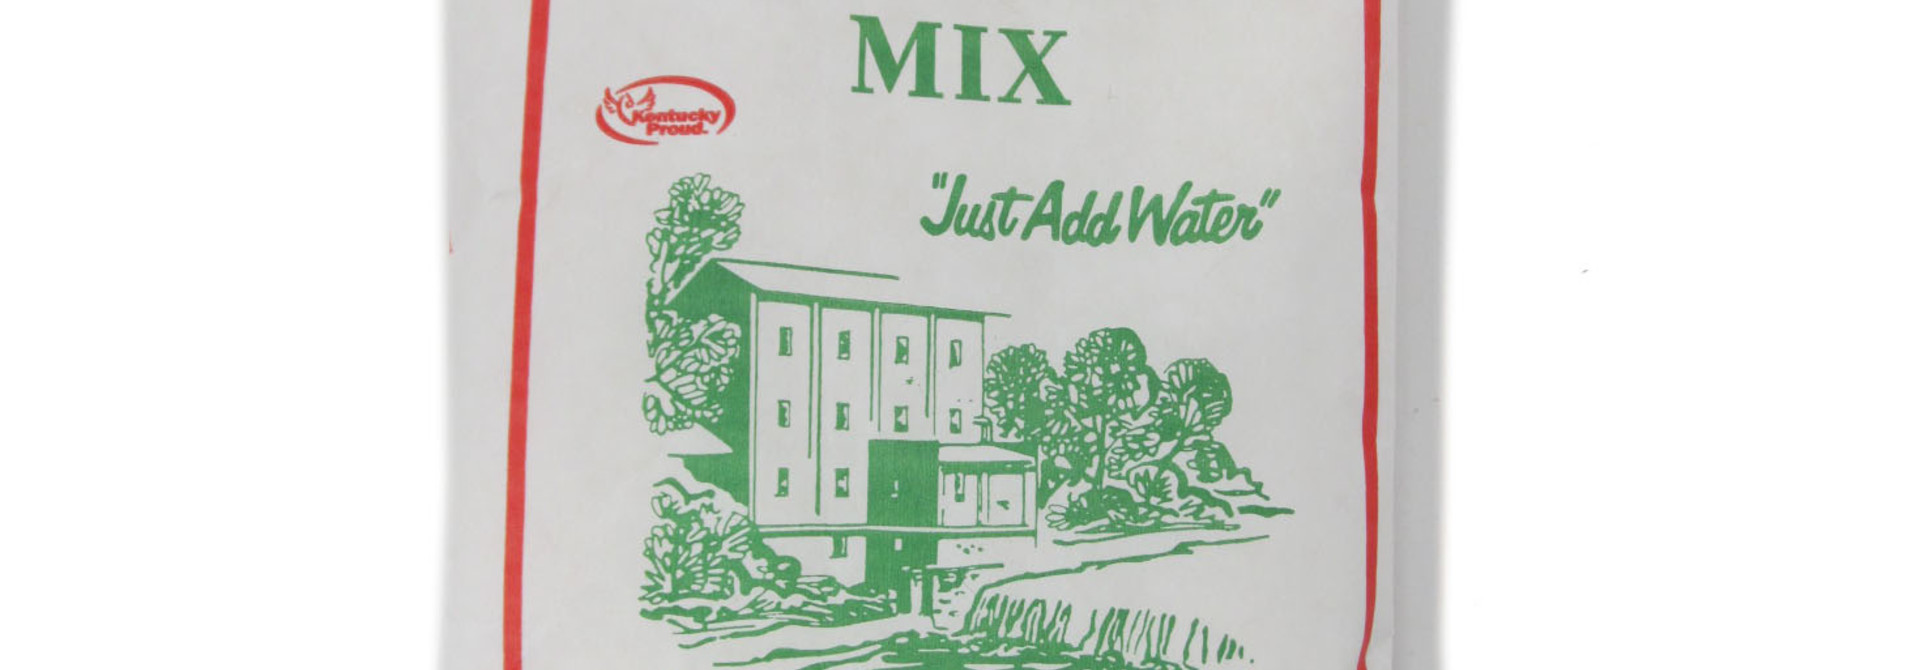 MIX
Kentucky
Proud.
"Just Add Water"